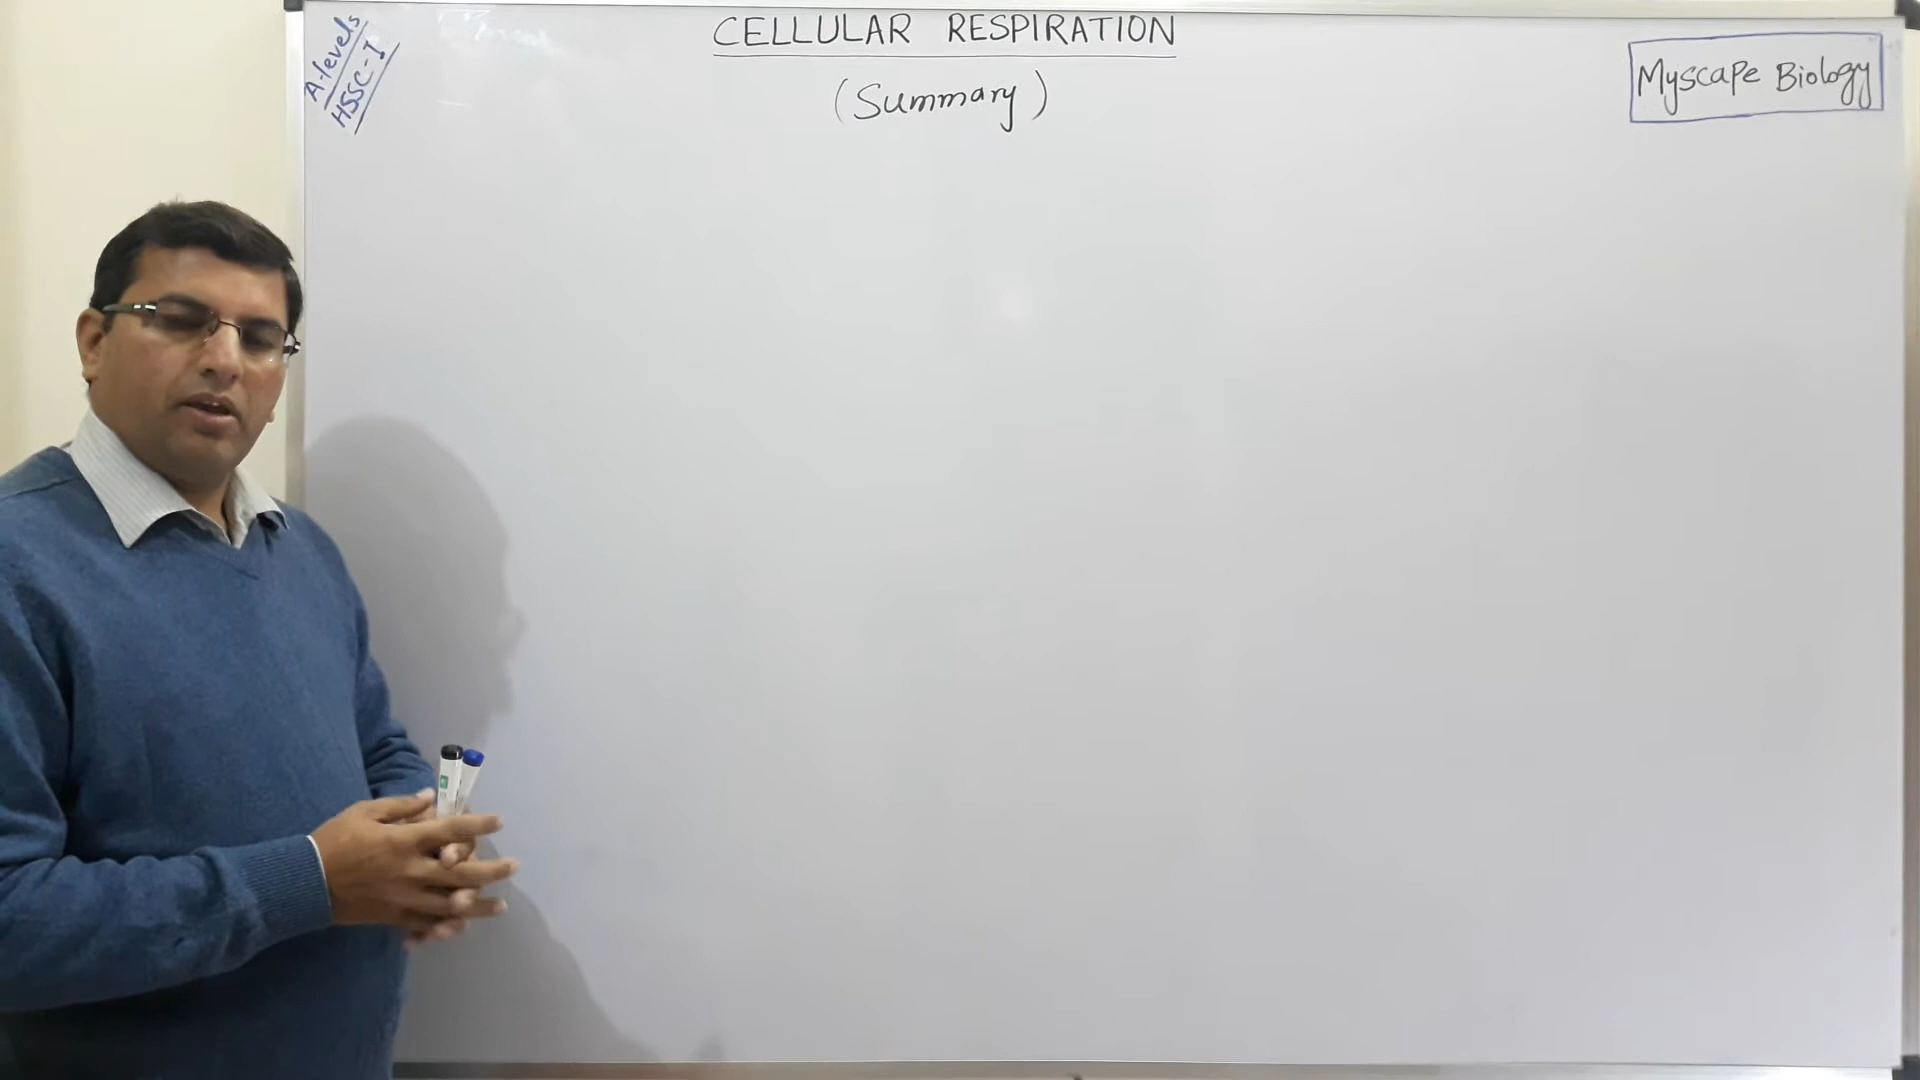 A-levels
HSSC-I
CELLULAR RESPIRATION
(Summary)
Myscape Biology